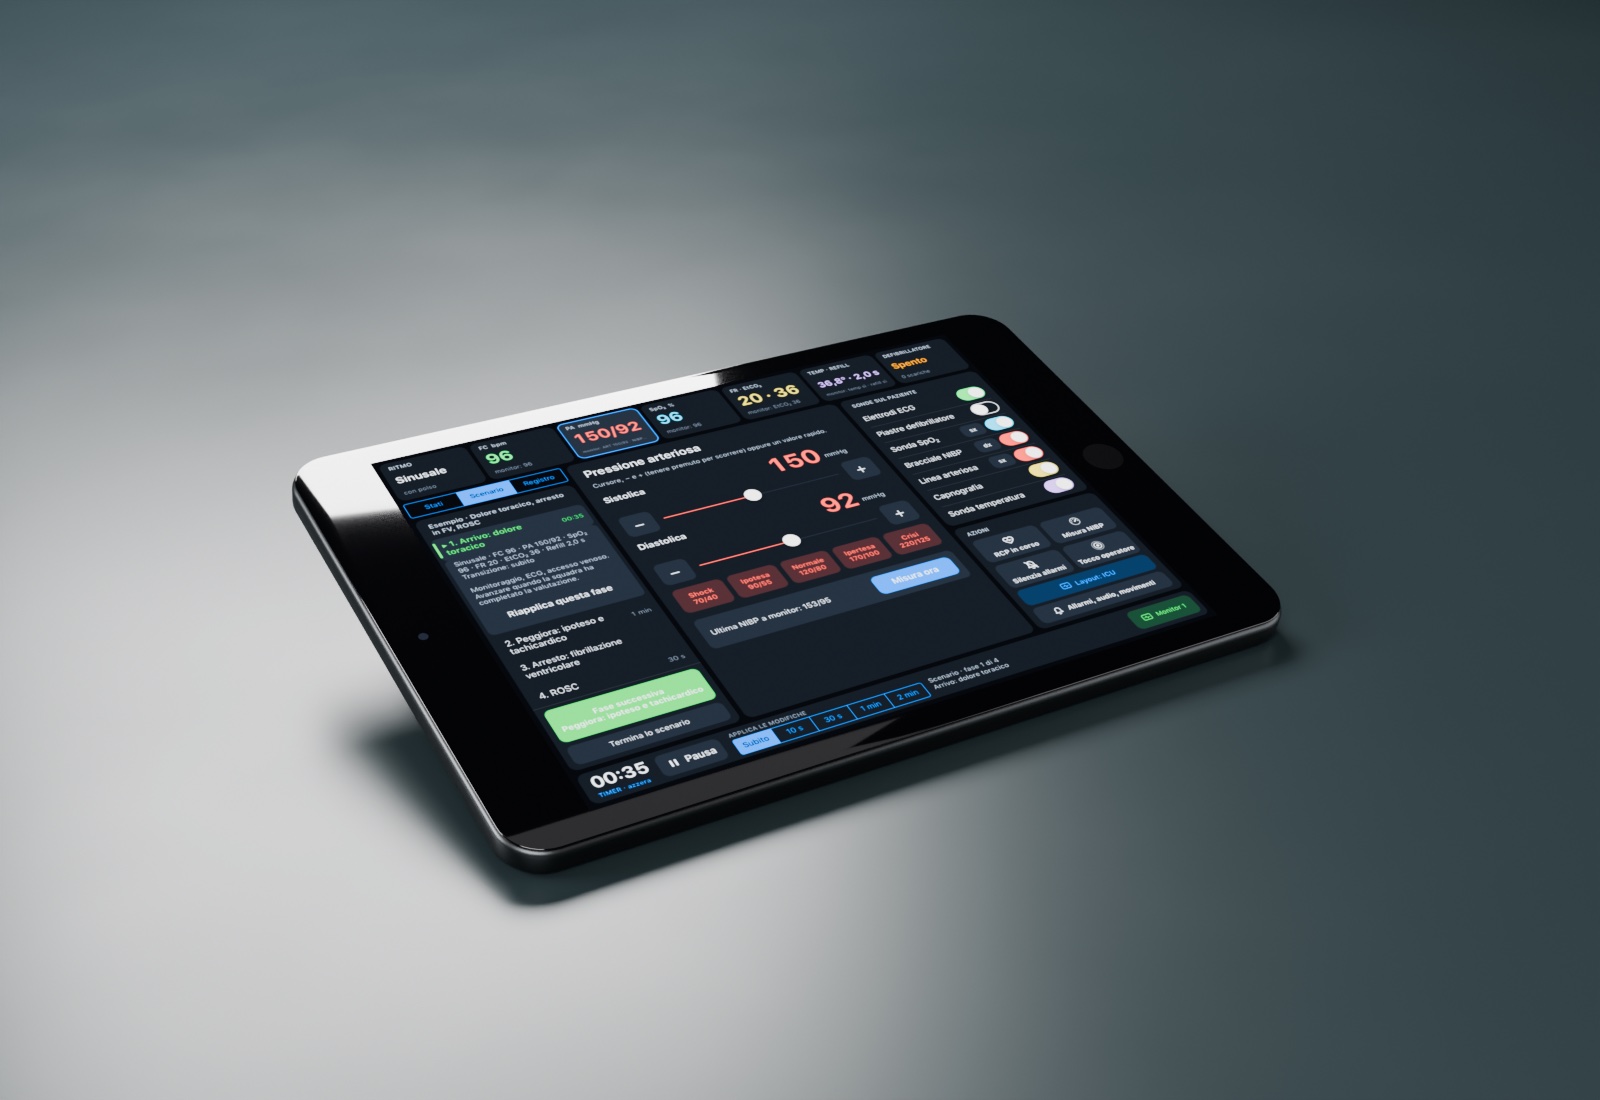 RITMO
Sinusale
con polso
FC bpm
96
monitor: 96
PA mmHg
150/92
SpO₂ %
96
monitor: 96
FR · EtCO₂
20 · 36
monitor: EtCO₂ 36
TEMP · REFILL
36,8° · 2,0 s
DEFIBRILLATORE
Spento
0 scariche
Stati
Scenario
Registro
Esempio · Dolore toracico, arresto
in FV, ROSC
▸ 1. Arrivo: dolore
toracico
00:35
Sinusale · FC 96 · PA 150/92 · SpO₂
96 · FR 20 · EtCO₂ 36 · Refill 2,0 s
Transizione: subito
Monitoraggio, ECG, accesso venoso.
Avanzare quando la squadra ha
completato la valutazione.
Riapplica questa fase
2. Peggiora: ipoteso e
tachicardico
1 min
3. Arresto: fibrillazione
ventricolare
4. ROSC
30 s
Fase successiva
Peggiora: ipoteso e tachicardico
Termina lo scenario
Pressione arteriosa
Cursore, − e + (tenere premuto per scorrere) oppure un valore rapido.
Sistolica
150 mmHg
−
+
Diastolica
92 mmHg
−
+
Shock
70/40
Ipotesa
90/55
Normale
120/80
Ipertesa
170/100
Crisi
220/125
Ultima NIBP a monitor: 153/95
Misura ora
SONDE SUL PAZIENTE
Elettrodi ECG
Piastre defibrillatore
Sonda SpO₂
sx
Bracciale NIBP
dx
Linea arteriosa
sx
Capnografia
Sonda temperatura
AZIONI
RCP in corso
Misura NIBP
Silenzia allarmi
Tocco operatore
Layout: ICU
Allarmi, audio, movimenti
00:35
TIMER · azzera
Pausa
APPLICA LE MODIFICHE
Subito
10 s
30 s
1 min
2 min
Scenario · fase 1 di 4
Arrivo: dolore toracico
Monitor 1